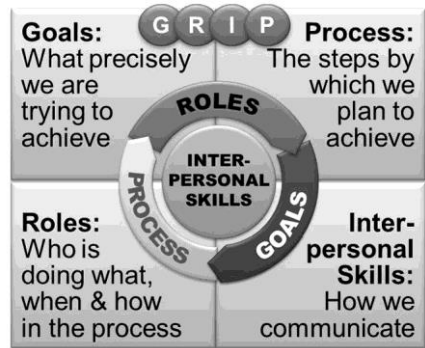 G R I P
Goals:
What precisely
we are
trying to
achieve
Process:
The steps by
which we
plan to
achieve
ROLES
GOALS
PROCESS
INTER-
PERSONAL
SKILLS
Roles:
Who is
doing what,
when & how
in the process
Inter-
personal
Skills:
How we
communicate